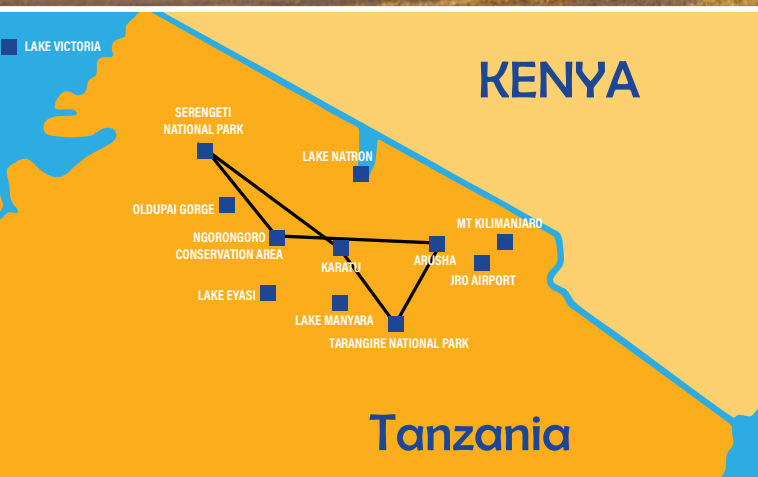 LAKE VICTORIA
KENYA
SERENGETI
NATIONAL PARK
LAKE NATRON
OLDUPAI GORGE
MT KILIMANJARO
NGORONGORO
CONSERVATION AREA
KARATU
ARUSHA
JRO AIRPORT
LAKE EYASI
LAKE MANYARA
TARANGIRE NATIONAL PARK
Tanzania